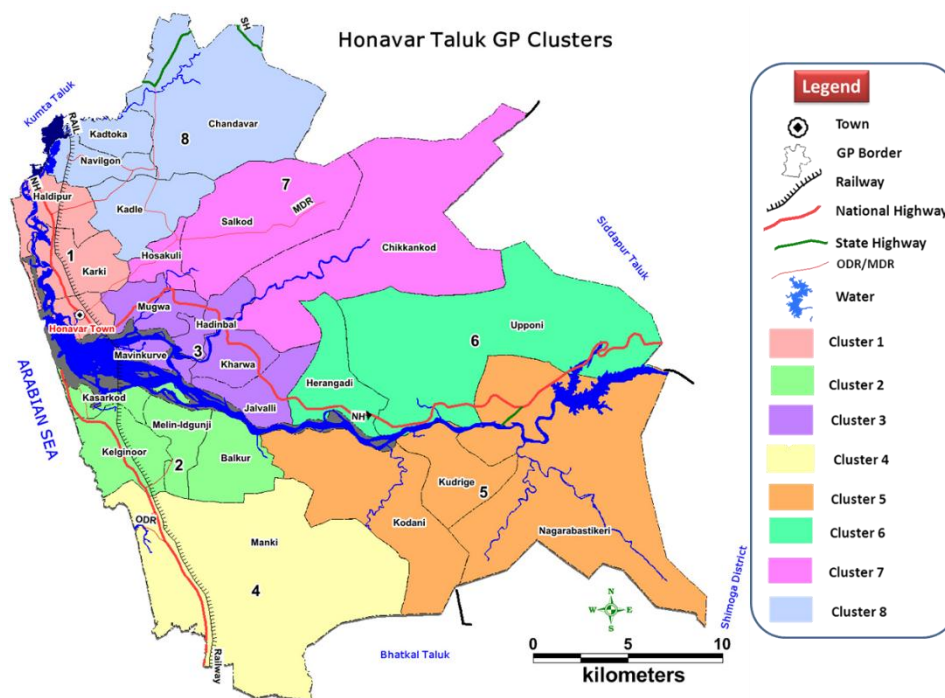 Honavar Taluk GP Clusters
SH
SH
Kumta Taluk
RAIL
Kadtoka
8
Chandavar
Navilgon
NH
Haldipur
Kadle
7
Salkod
MDR
Hosakuli
Chikkankod
Siddapur Taluk
1
Karki
Mugwa
Honavar Town
Hadinbal
3
Mavinkurve
Kharwa
6
Upponi
Herangadi
ARABIAN SEA
Kasarkod
Jalvalli
NH
Melin-Idgunji
Kelginoor
2
Balkur
Kudrige
5
Kodani
Nagarabastikeri
ODR
Manki
4
Railway
Bhatkal Taluk
Shimoga District
N
W E
S
0 5 10
kilometers
Legend
Town
GP Border
Railway
National Highway
State Highway
ODR/MDR
Water
Cluster 1
Cluster 2
Cluster 3
Cluster 4
Cluster 5
Cluster 6
Cluster 7
Cluster 8